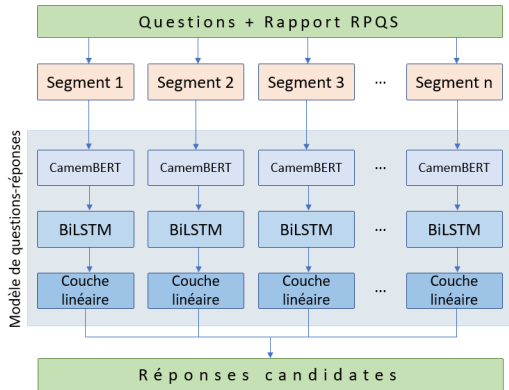 Questions + Rapport RPQS
Segment 1 Segment 2 Segment 3 ... Segment n
Modèle de questions-réponses
CamemBERT CamemBERT CamemBERT ... CamemBERT
BiLSTM BiLSTM BiLSTM ... BiLSTM
Couche Couche Couche ... Couche
linéaire linéaire linéaire linéaire
Réponses candidates